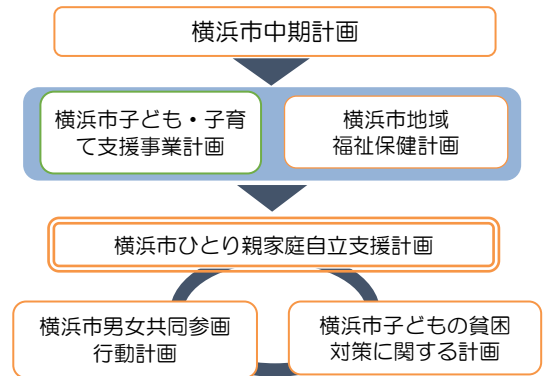 横浜市中期計画
横浜市子ども・子育
て支援事業計画
横浜市地域
福祉保健計画
横浜市ひとり親家庭自立支援計画
横浜市男女共同参画
行動計画
横浜市子どもの貧困
対策に関する計画